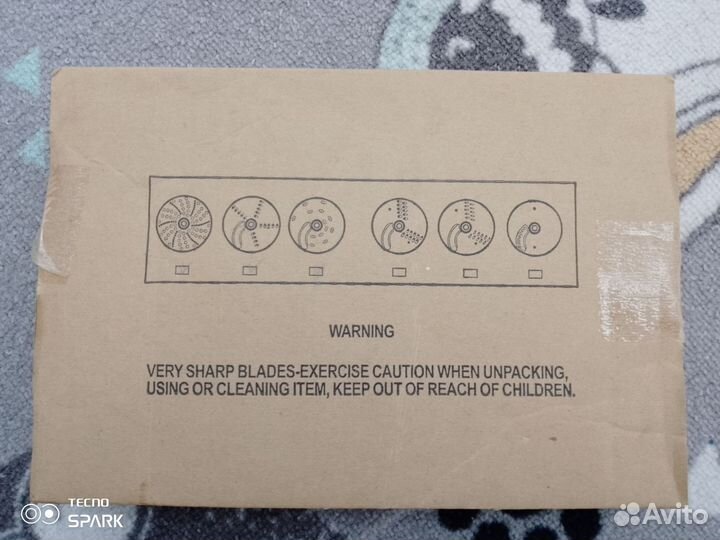 WARNING
VERY SHARP BLADES-EXERCISE CAUTION WHEN UNPACKING,
USING OR CLEANING ITEM, KEEP OUT OF REACH OF CHILDREN.
TECNO
SPARK
Avito